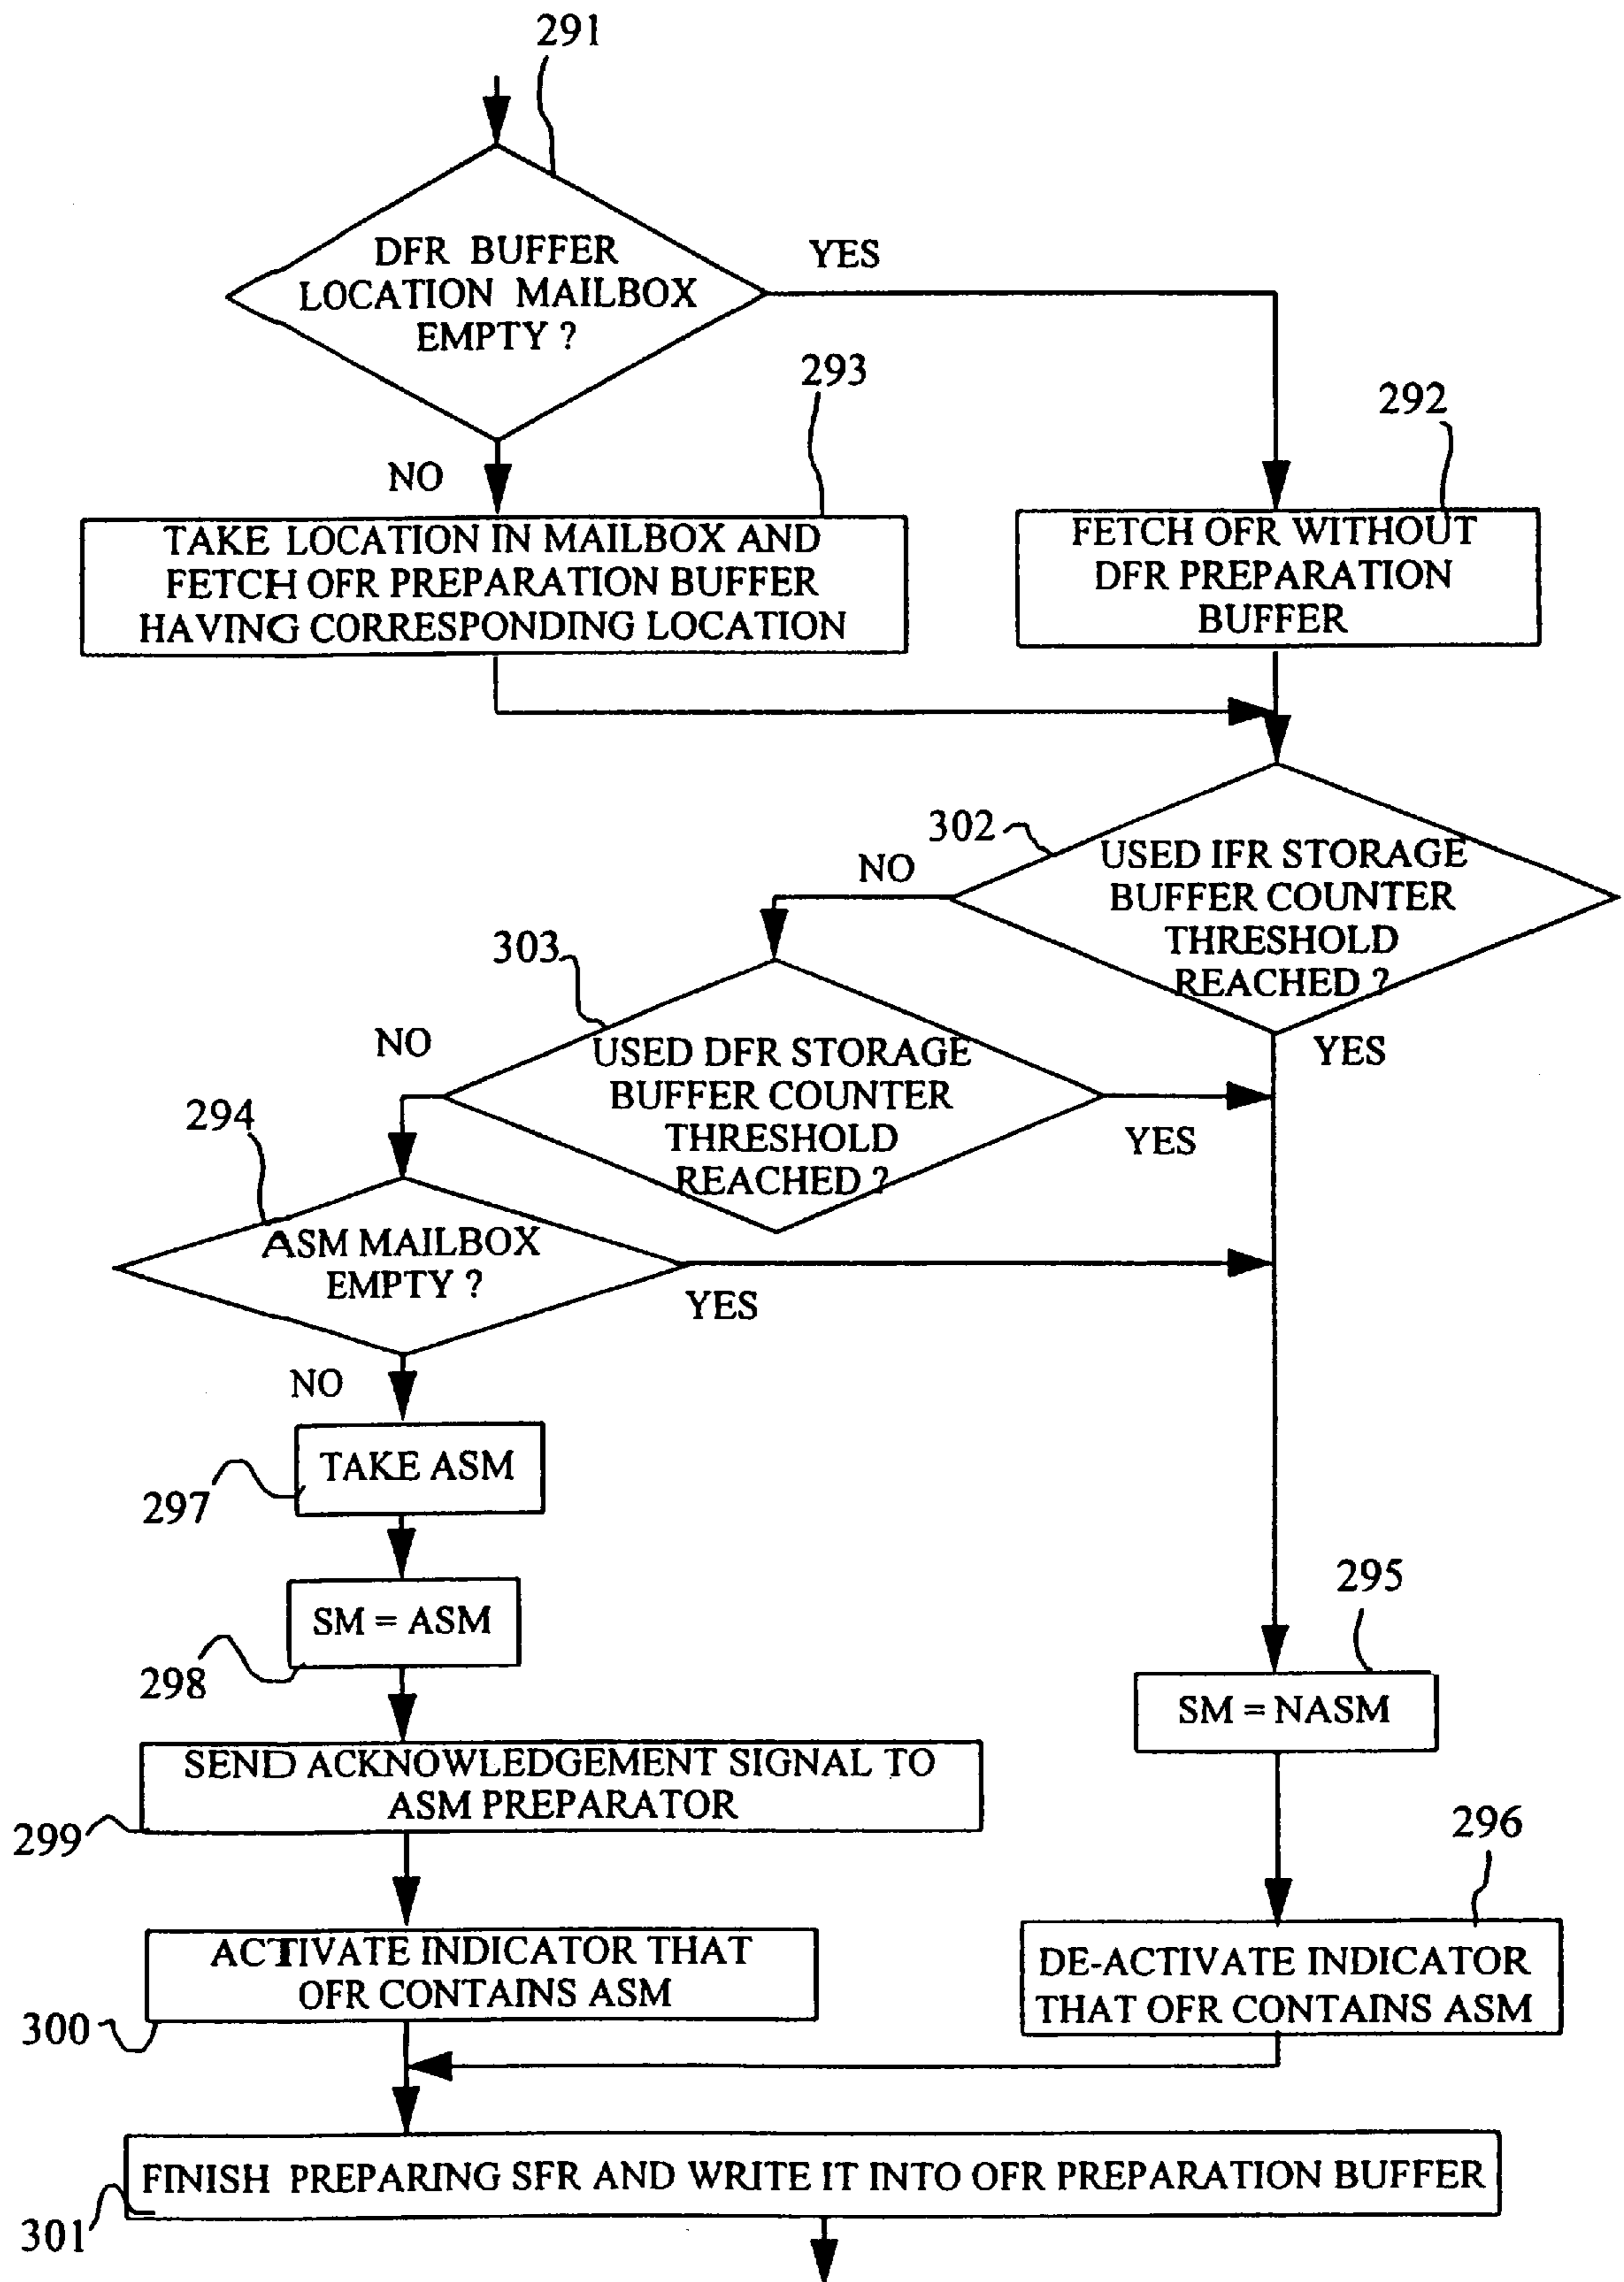 291
DFR BUFFER
LOCATION MAILBOX
EMPTY ?
YES
293
292
NO
TAKE LOCATION IN MAILBOX AND
FETCH OFR PREPARATION BUFFER
HAVING CORRESPONDING LOCATION
FETCH OFR WITHOUT
DFR PREPARATION
BUFFER
302
NO
USED IFR STORAGE
BUFFER COUNTER
THRESHOLD
REACHED ?
YES
303
NO
USED DFR STORAGE
BUFFER COUNTER
THRESHOLD
REACHED ?
YES
294
ASM MAILBOX
EMPTY ?
YES
NO
TAKE ASM
297
SM = ASM
298
295
SM = NASM
SEND ACKNOWLEDGEMENT SIGNAL TO
ASM PREPARATOR
299
296
ACTIVATE INDICATOR THAT
OFR CONTAINS ASM
300
DE-ACTIVATE INDICATOR
THAT OFR CONTAINS ASM
FINISH PREPARING SFR AND WRITE IT INTO OFR PREPARATION BUFFER
301